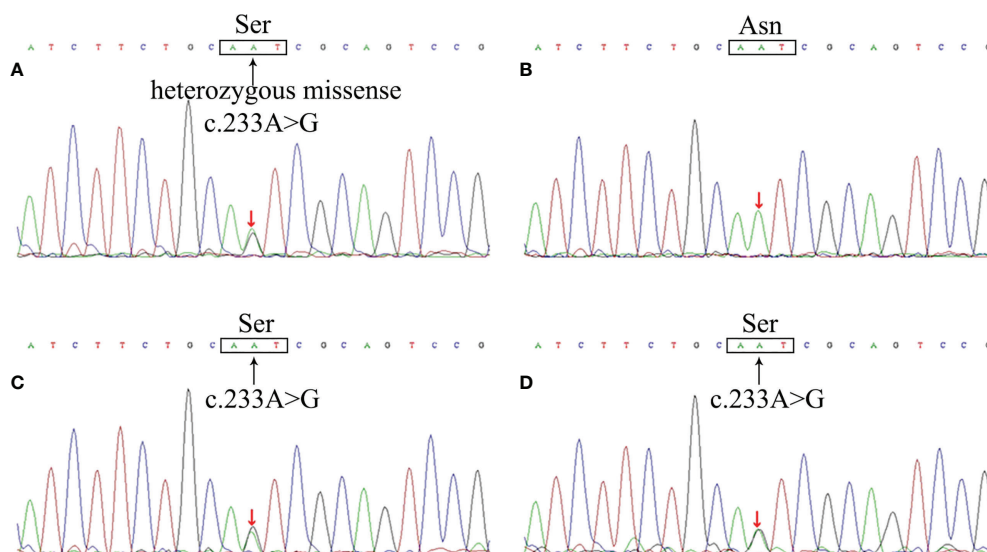 Ser
A T C T T C T G C A A T C G C A G T C C G
A
heterozygous missense
c.233A>G
Asn
A T C T T C T G C A A T C G C A G T C C G
B
Ser
A T C T T C T G C A A T C G C A G T C C G
C
c.233A>G
Ser
A T C T T C T G C A A T C G C A G T C C G
D
c.233A>G